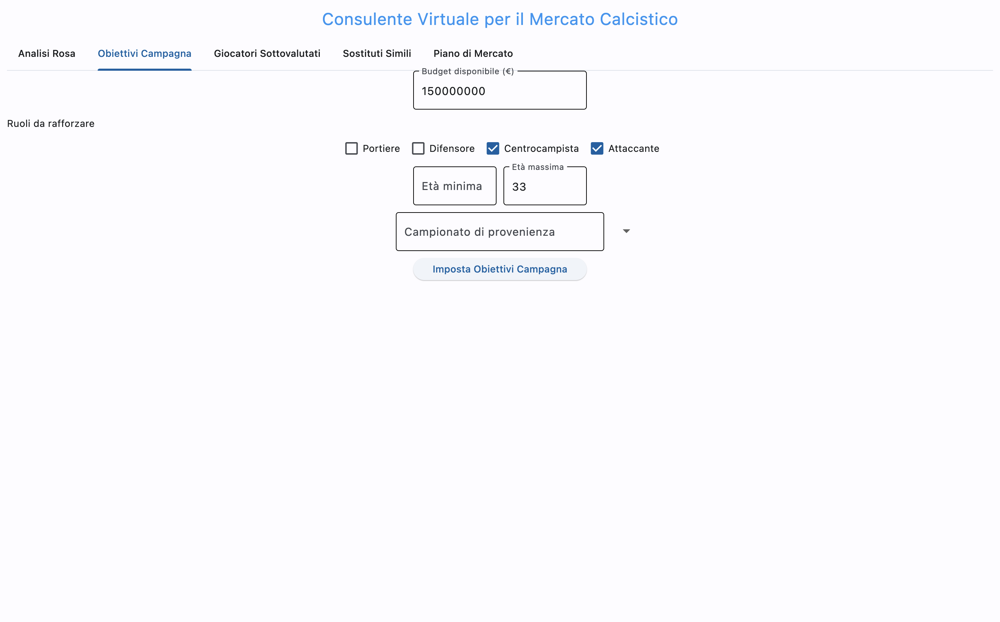 Consulente Virtuale per il Mercato Calcistico
Analisi Rosa Obiettivi Campagna Giocatori Sottovalutati Sostituti Simili Piano di Mercato
Budget disponibile (€)
150000000
Ruoli da rafforzare
Portiere Difensore Centrocampista Attaccante
Età massima
Età minima 33
Campionato di provenienza
Imposta Obiettivi Campagna